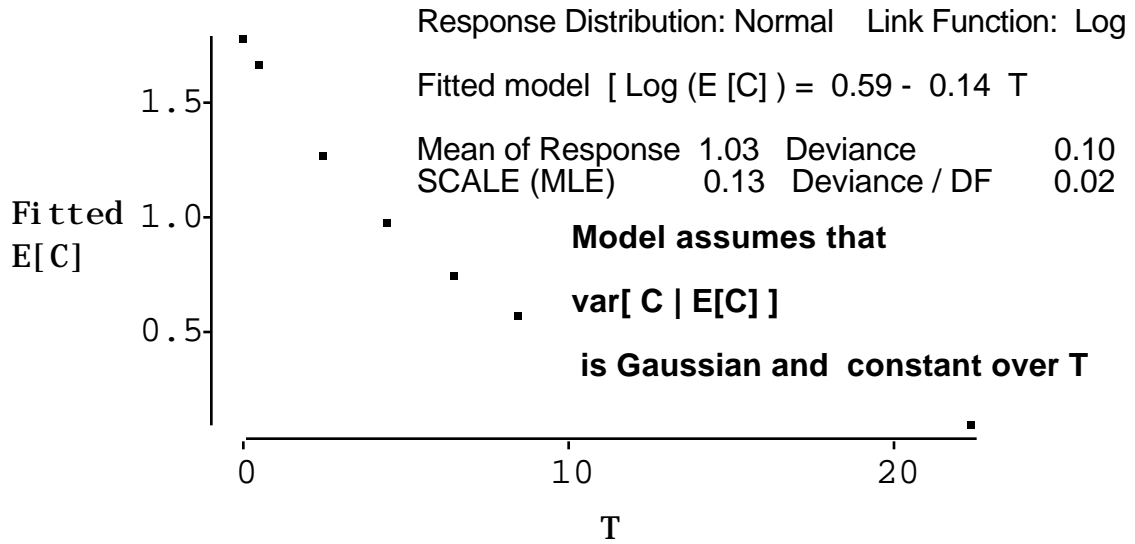 Response Distribution: Normal Link Function: Log
Fitted model [ Log (E [C] ) = 0.59 - 0.14 T
Mean of Response 1.03 Deviance 0.10
SCALE (MLE) 0.13 Deviance / DF 0.02
Model assumes that
var[ C | E[C] ]
is Gaussian and constant over T
1.5
1.0
0.5
Fitted
E[C]
0 10 20
T